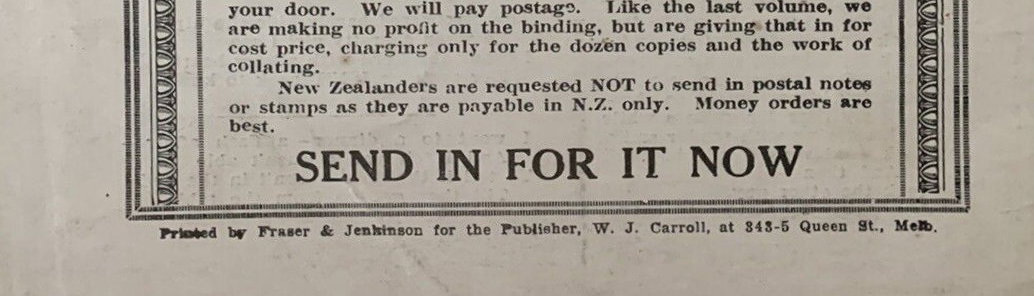 your door. We will pay postage. Like the last volume, we
are making no profit on the binding, but are giving that in for
cost price, charging only for the dozen copies and the work of
collating.
New Zealanders are requested NOT to send in postal notes
or stamps as they are payable in N.Z. only. Money orders are
best.
SEND IN FOR IT NOW
Printed by Fraser & Jenkinson for the Publisher, W. J. Carroll, at 343-5 Queen St., Melb.